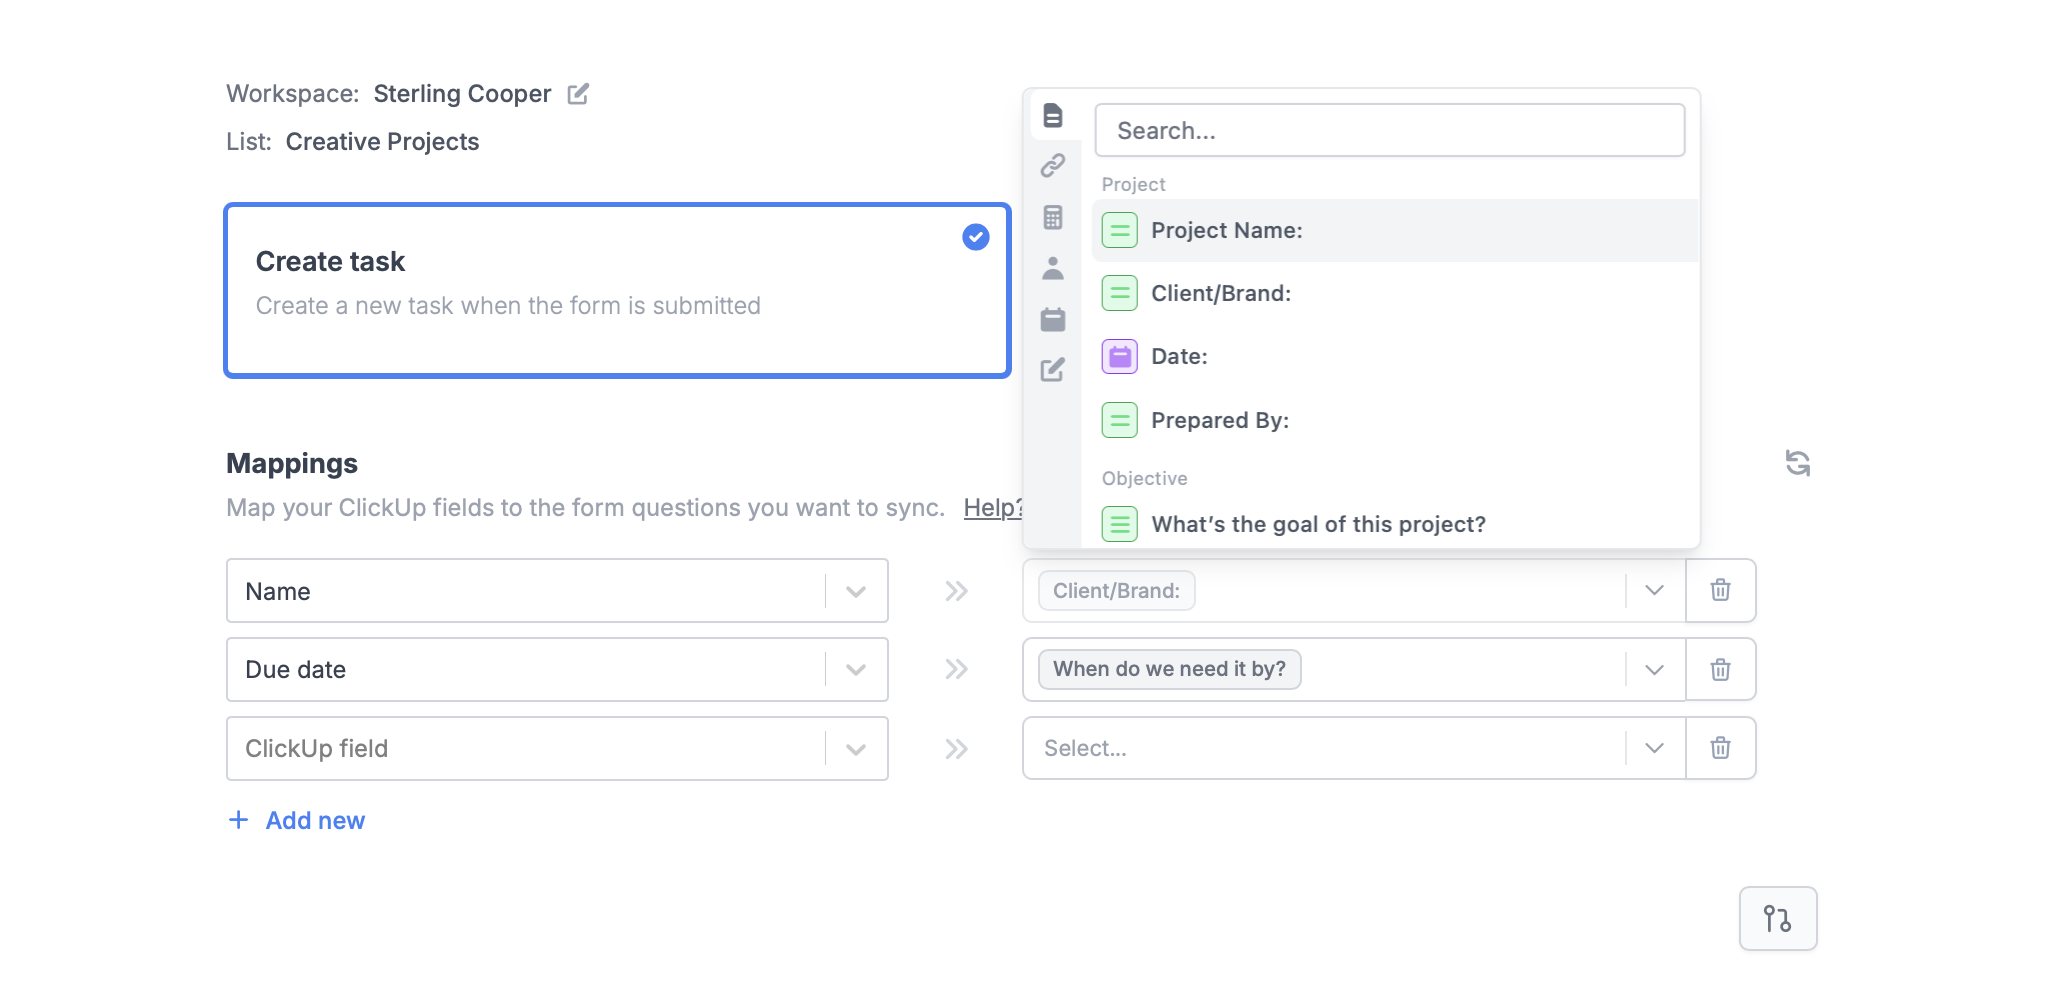 Workspace: Sterling Cooper
List: Creative Projects
Create task
Create a new task when the form is submitted
Search...
Project
Project Name:
Client/Brand:
Date:
Prepared By:
Objective
What's the goal of this project?
Mappings
Map your ClickUp fields to the form questions you want to sync. Help?
Name
Client/Brand:
Due date
When do we need it by?
ClickUp field
Select...
+ Add new